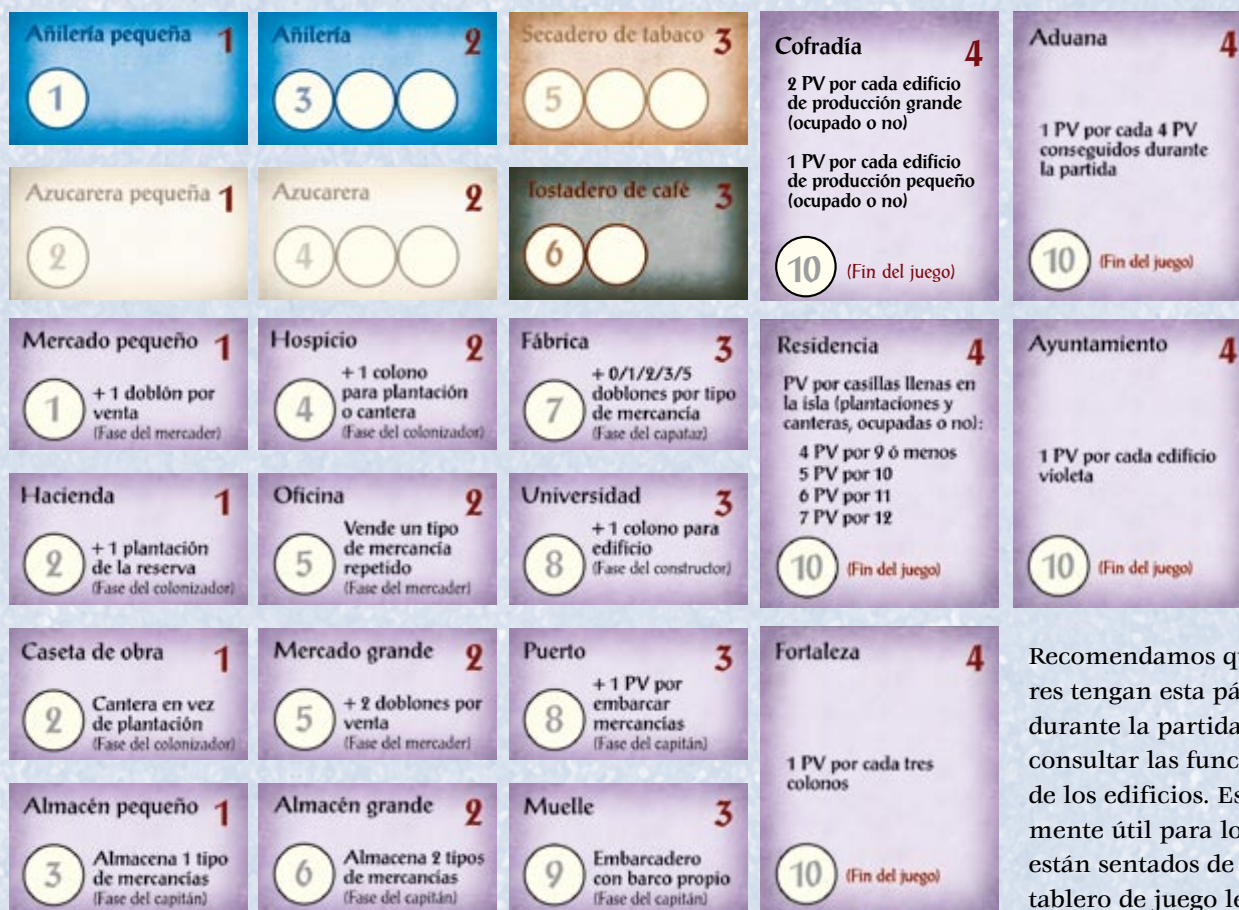 Añilería pequeña 1
1
Añilería 2
3
Secadero de tabaco 3
5
Azucarera pequeña 1
2
Azucarera 2
4
Tostadero de café 3
6
Cofradía 4
2 PV por cada edificio
de producción grande
(ocupado o no)
1 PV por cada edificio
de producción pequeño
(ocupado o no)
10 (Fin del juego)
Aduana 4
1 PV por cada 4 PV
conseguidos durante
la partida
10 (Fin del juego)
Mercado pequeño 1
1
+ 1 doblón por
venta
(Fase del mercader)
Hospicio 2
4
+ 1 colono
para plantación
o cantera
(Fase del colonizador)
Fábrica 3
7
+ 0/1/2/3/5
doblones por tipo
de mercancía
(Fase del capataz)
Hacienda 1
2
+ 1 plantación
de la reserva
(Fase del colonizador)
Oficina 2
5
Vende un tipo
de mercancía
repetido
(Fase del mercader)
Universidad 3
8
+ 1 colono para
edificio
(Fase del constructor)
Residencia 4
PV por casillas llenas en
la isla (plantaciones y
canteras, ocupadas o no):
4 PV por 9 ó menos
5 PV por 10
6 PV por 11
7 PV por 12
10 (Fin del juego)
Ayuntamiento 4
1 PV por cada edificio
violeta
10 (Fin del juego)
Caseta de obra 1
2
Cantera en vez
de plantación
(Fase del colonizador)
Mercado grande 2
5
+ 2 doblones por
venta
(Fase del mercader)
Puerto 3
8
+ 1 PV por
embarcar
mercancías
(Fase del capitán)
Almacén pequeño 1
3
Almacena 1 tipo
de mercancías
(Fase del capitán)
Almacén grande 2
6
Almacena 2 tipos
de mercancías
(Fase del capitán)
Muelle 3
9
Embarcadero
con barco propio
(Fase del capitán)
Fortaleza 4
1 PV por cada tres
colonos
10 (Fin del juego)
Recomendamos qu
res tengan esta pá
durante la partida
consultar las func
de los edificios. Es
mente útil para lo
están sentados de
tablero de juego le